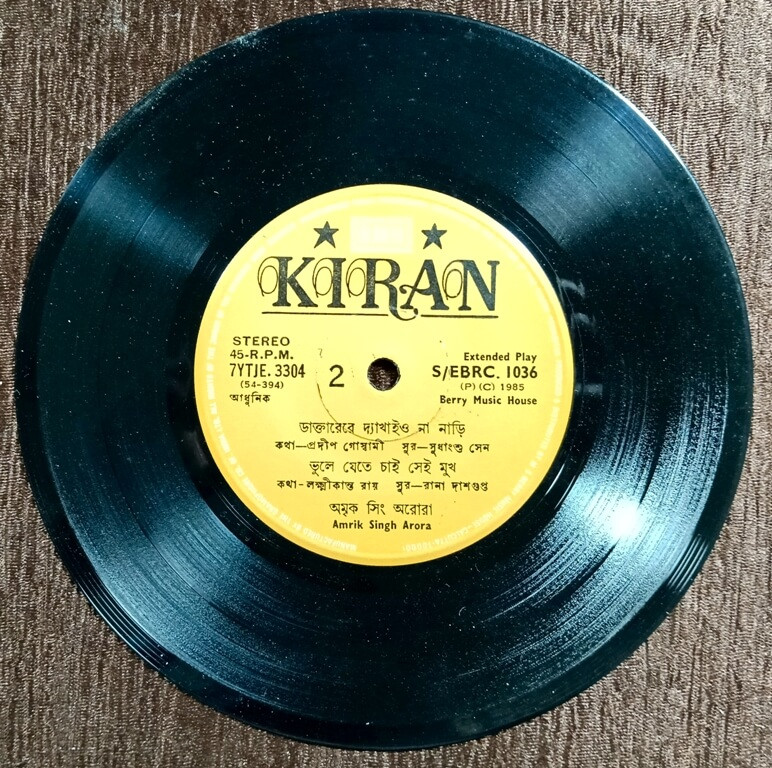 KIRAN
STEREO
45-R.P.M.
7YTJE. 3304
(54-394)
আধুনিক
2
Extended Play
S/EBRC. 1036
(P) (C) 1985
Berry Music House
ডাক্তারেরে দ্যাখাইও না নাড়ি
কথা—প্রদীপ গোস্বামী সুর—সুধাংশু সেন
ভুলে যেতে চাই সেই মুখ
কথা-লক্ষ্মীকান্ত রায় সুর—রানা দাশগুপ্ত
অমৃক সিং অরোরা
Amrik Singh Arora